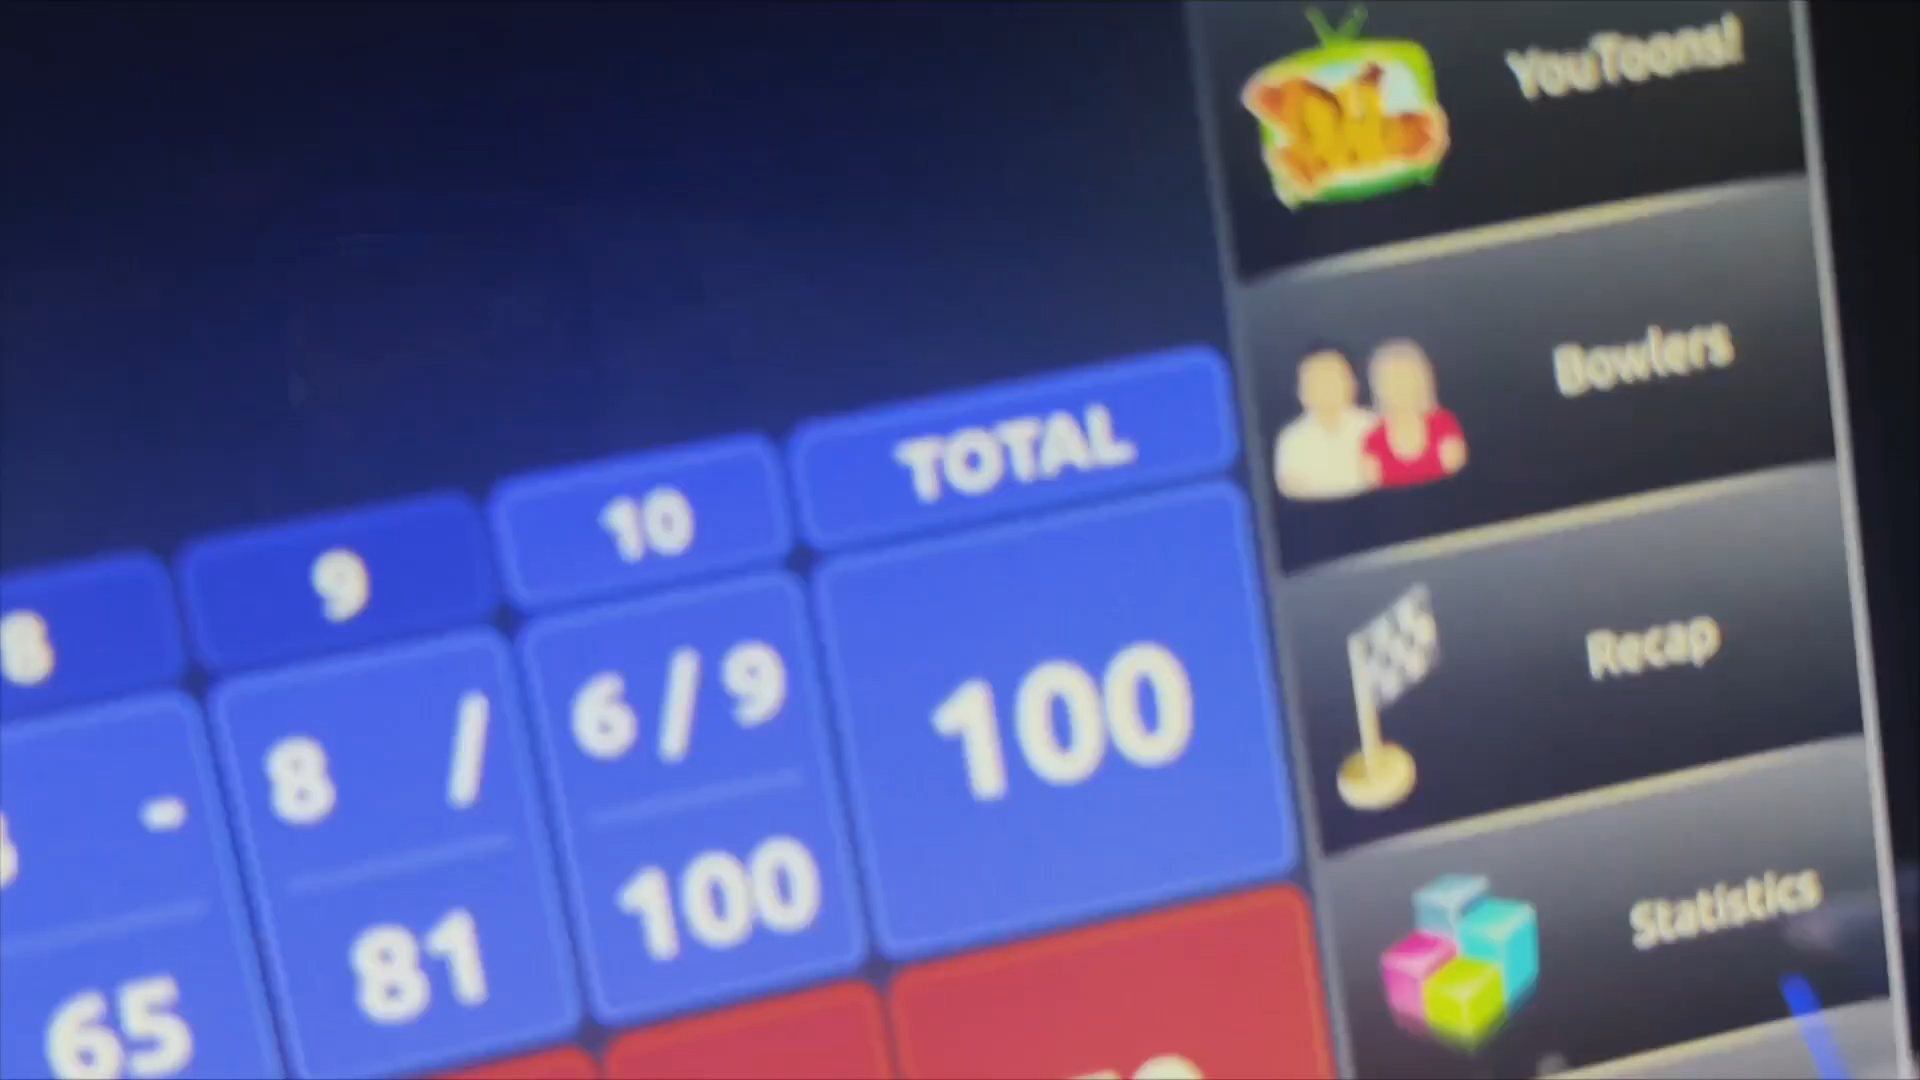 YouToons!
Bowlers
Recap
Statistics
8 9 10 TOTAL
- 8 / 6 / 9 100
65 81 100